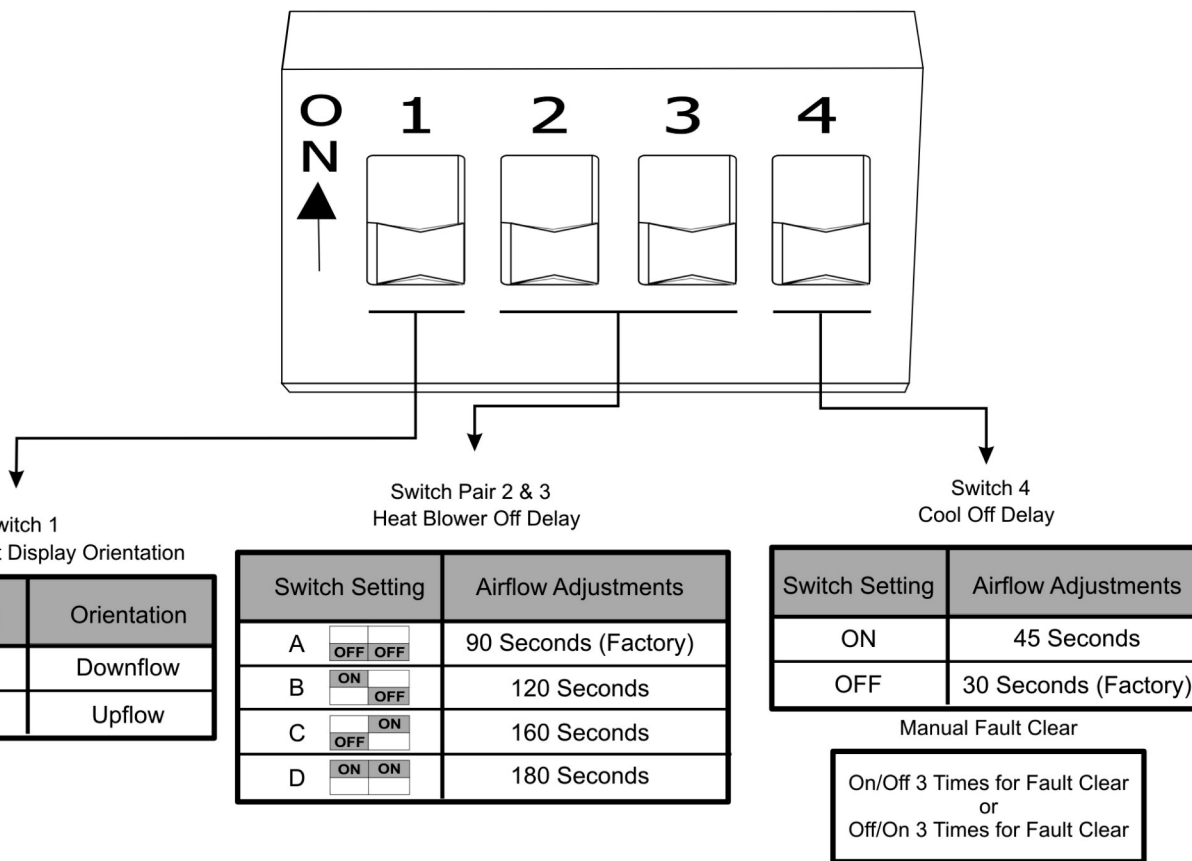 ON
1 2 3 4
Switch Pair 2 & 3
Heat Blower Off Delay
Switch 4
Cool Off Delay
1
Display Orientation
Orientation
Downflow
Upflow
Switch Setting Airflow Adjustments
A OFF OFF 90 Seconds (Factory)
B ON OFF 120 Seconds
C OFF ON 160 Seconds
D ON ON 180 Seconds
Switch Setting Airflow Adjustments
ON 45 Seconds
OFF 30 Seconds (Factory)
Manual Fault Clear
On/Off 3 Times for Fault Clear
or
Off/On 3 Times for Fault Clear